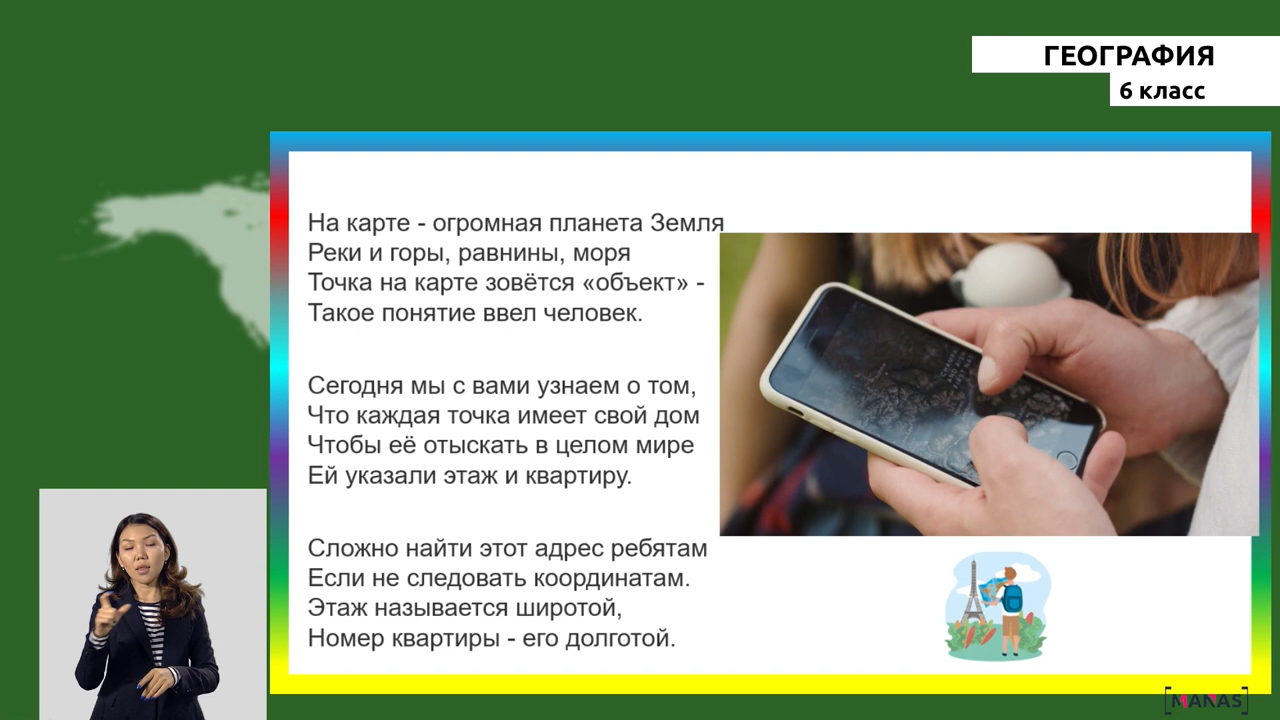 ГЕОГРАФИЯ
6 класс
На карте - огромная планета Земля
Реки и горы, равнины, моря
Точка на карте зовётся «объект» -
Такое понятие ввел человек.
Сегодня мы с вами узнаем о том,
Что каждая точка имеет свой дом
Чтобы её отыскать в целом мире
Ей указали этаж и квартиру.
Сложно найти этот адрес ребятам
Если не следовать координатам.
Этаж называется широтой,
Номер квартиры - его долготой.
[MANAS]